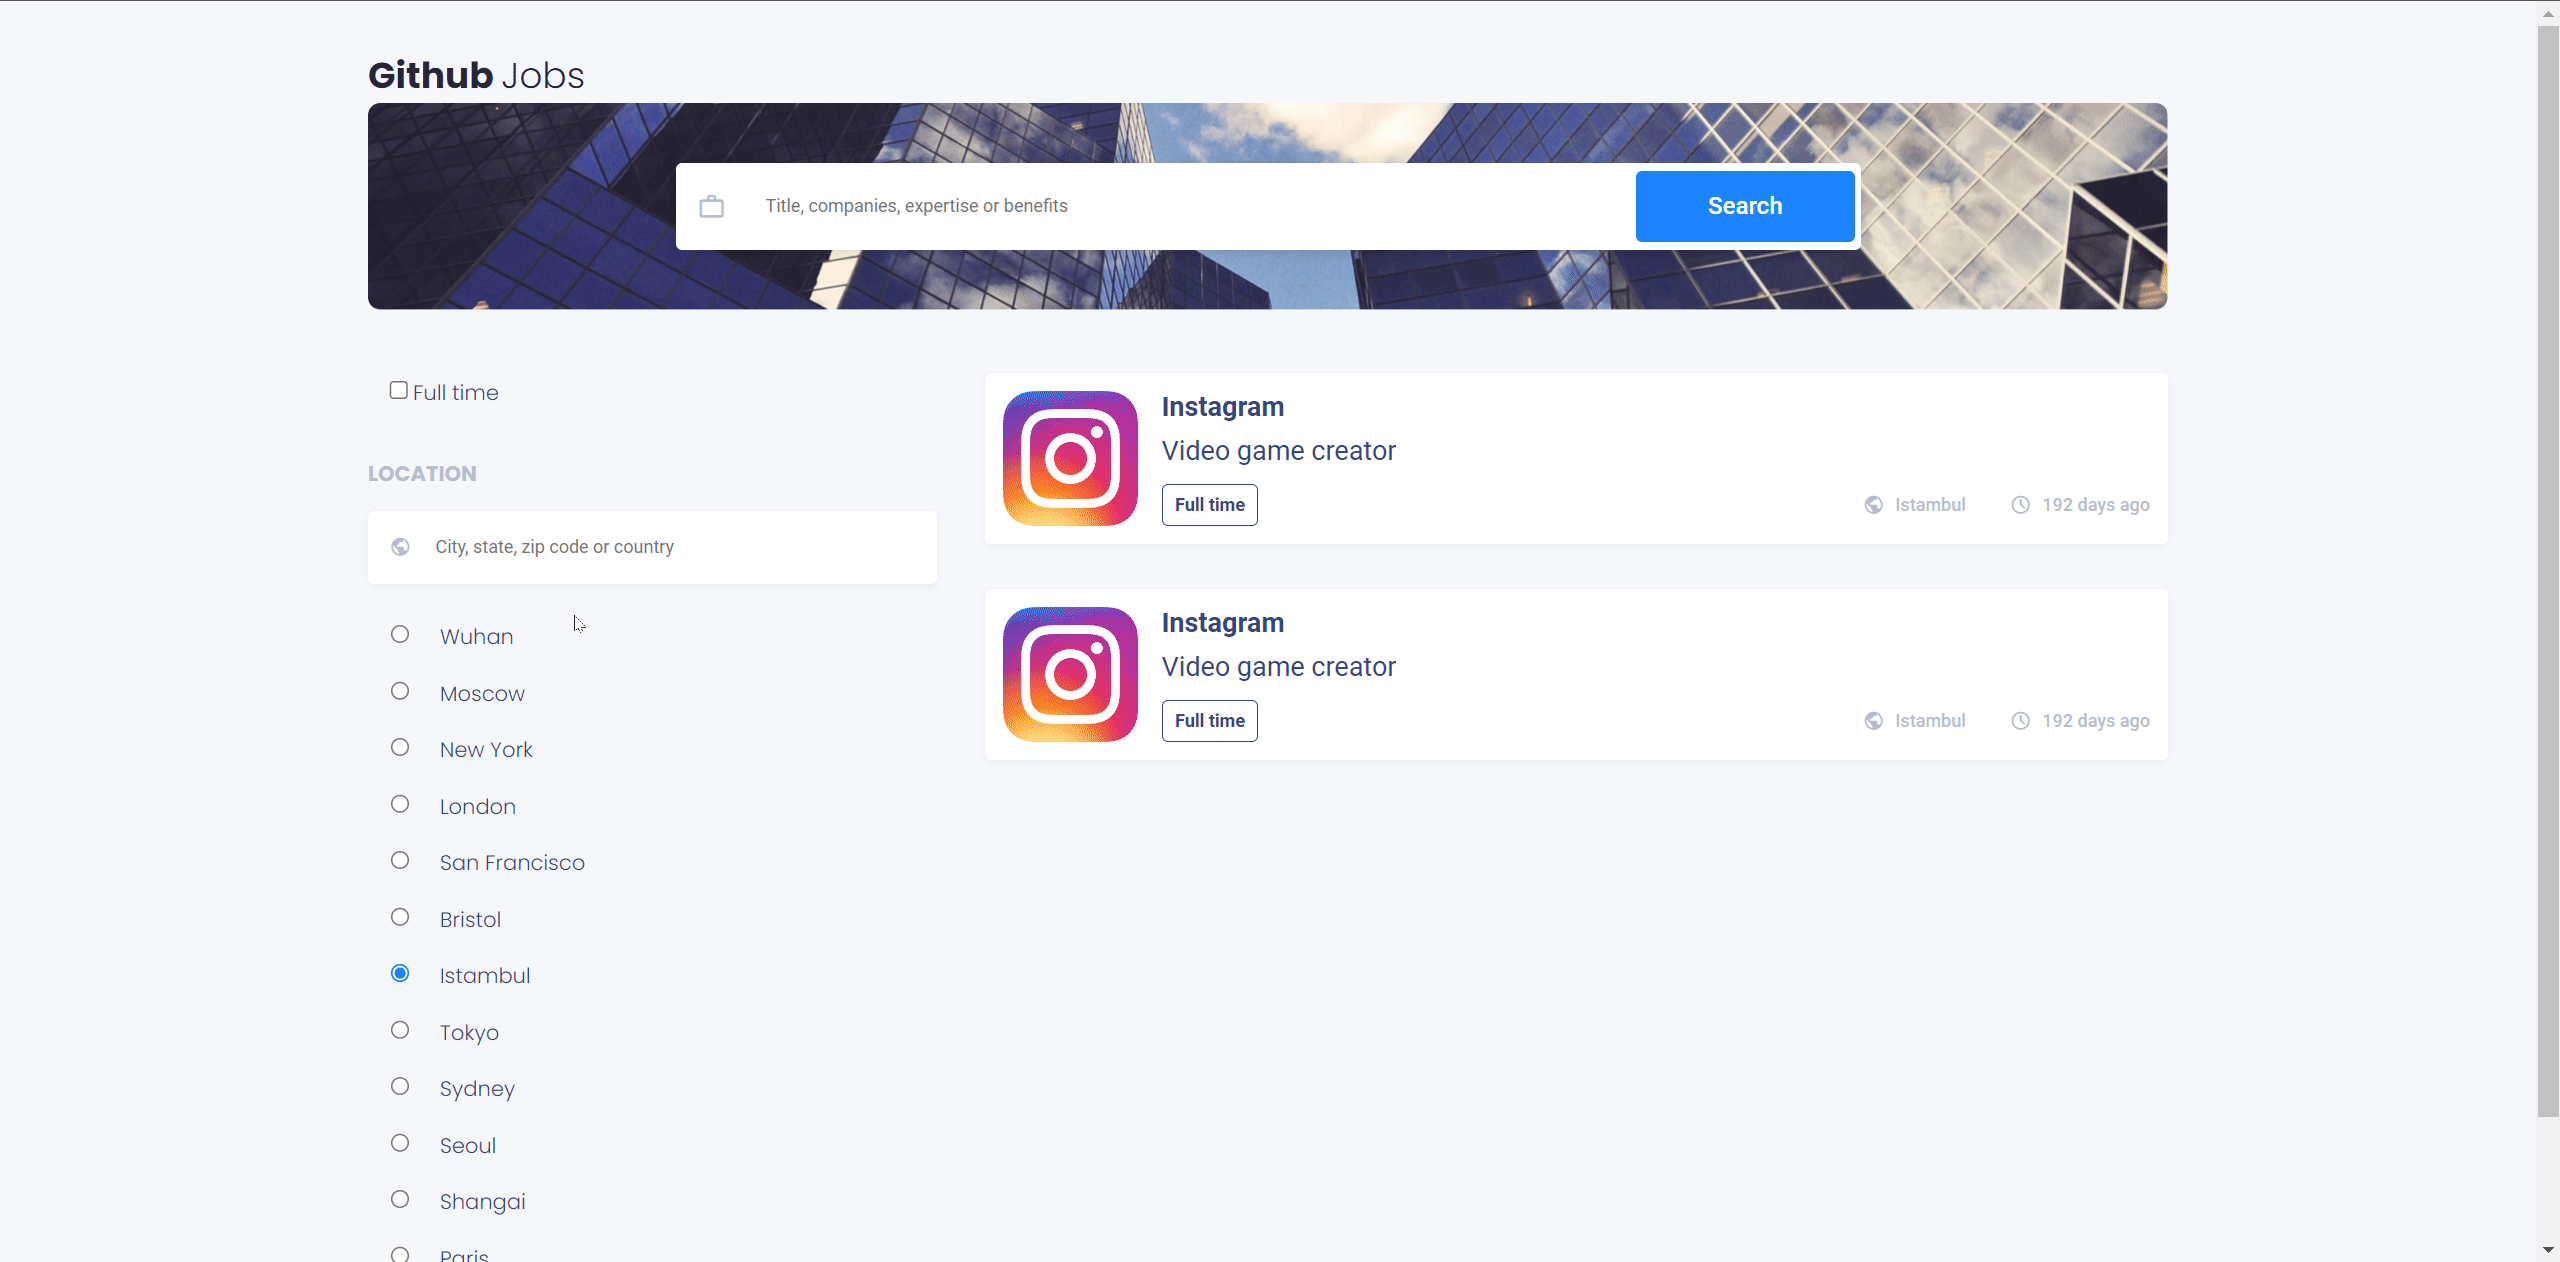 Github Jobs
Title, companies, expertise or benefits
Search
Full time
LOCATION
City, state, zip code or country
Wuhan
Moscow
New York
London
San Francisco
Bristol
Istambul
Tokyo
Sydney
Seoul
Shangai
Paris
Instagram
Video game creator
Full time
Istambul
192 days ago
Instagram
Video game creator
Full time
Istambul
192 days ago